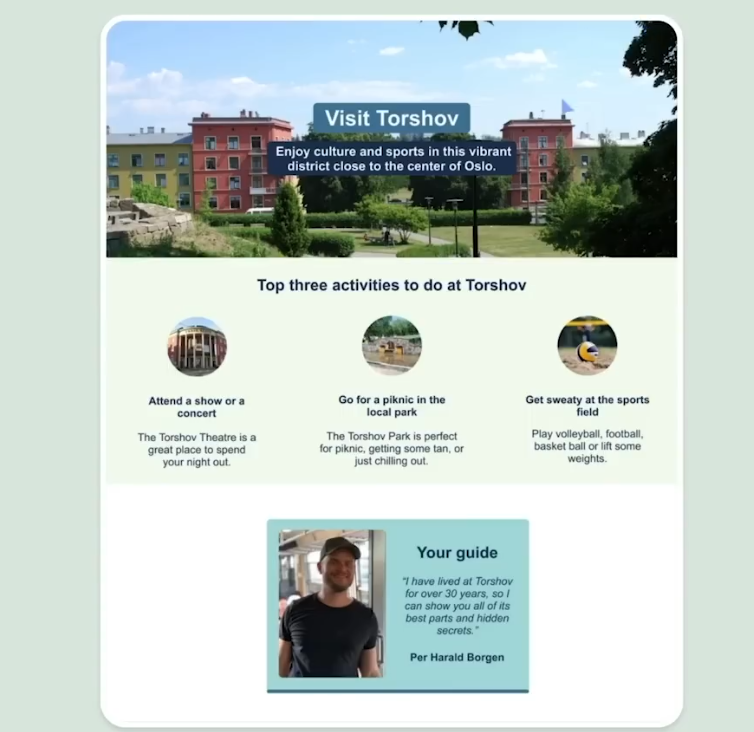 Visit Torshov
Enjoy culture and sports in this vibrant
district close to the center of Oslo.
Top three activities to do at Torshov
Attend a show or a
concert
The Torshov Theatre is a
great place to spend
your night out.
Go for a piknic in the
local park
The Torshov Park is perfect
for piknic, getting some tan, or
just chilling out.
Get sweaty at the sports
field
Play volleyball, football,
basket ball or lift some
weights.
Your guide
"I have lived at Torshov
for over 30 years, so I
can show you all of its
best parts and hidden
secrets."
Per Harald Borgen